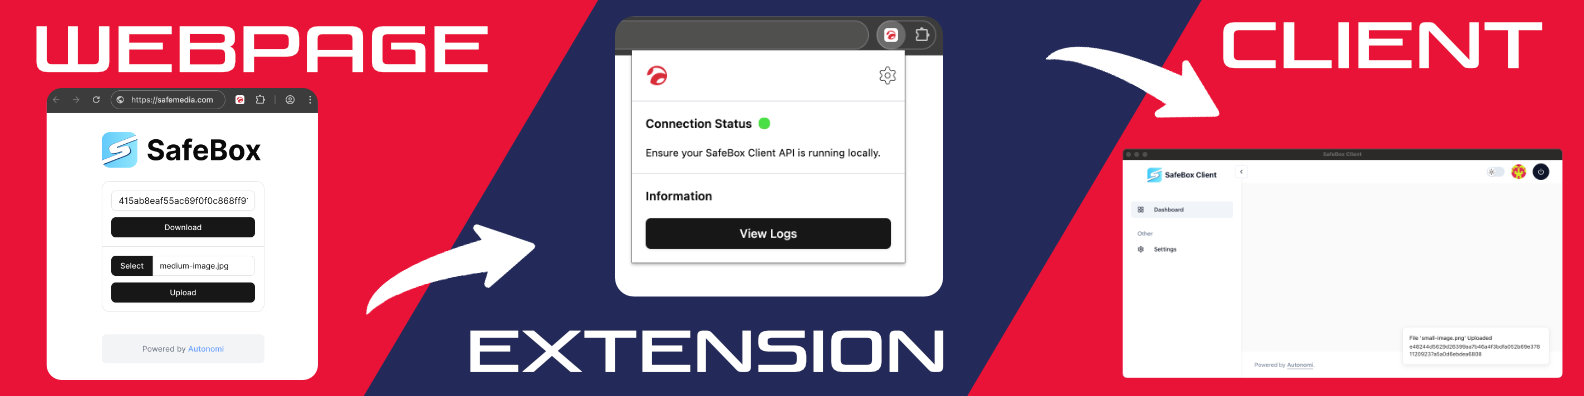 WEBPAGE
https://safemedia.com
SafeBox
415ab8eaf55ac69f0f0c868ff9
Download
Select medium-image.jpg
Upload
Powered by Autonomi
Connection Status
Ensure your SafeBox Client API is running locally.
Information
View Logs
EXTENSION
CLIENT
SafeBox Client
SafeBox Client
Dashboard
Other
Settings
File 'small-image.png' Uploaded
Powered by Autonomi.